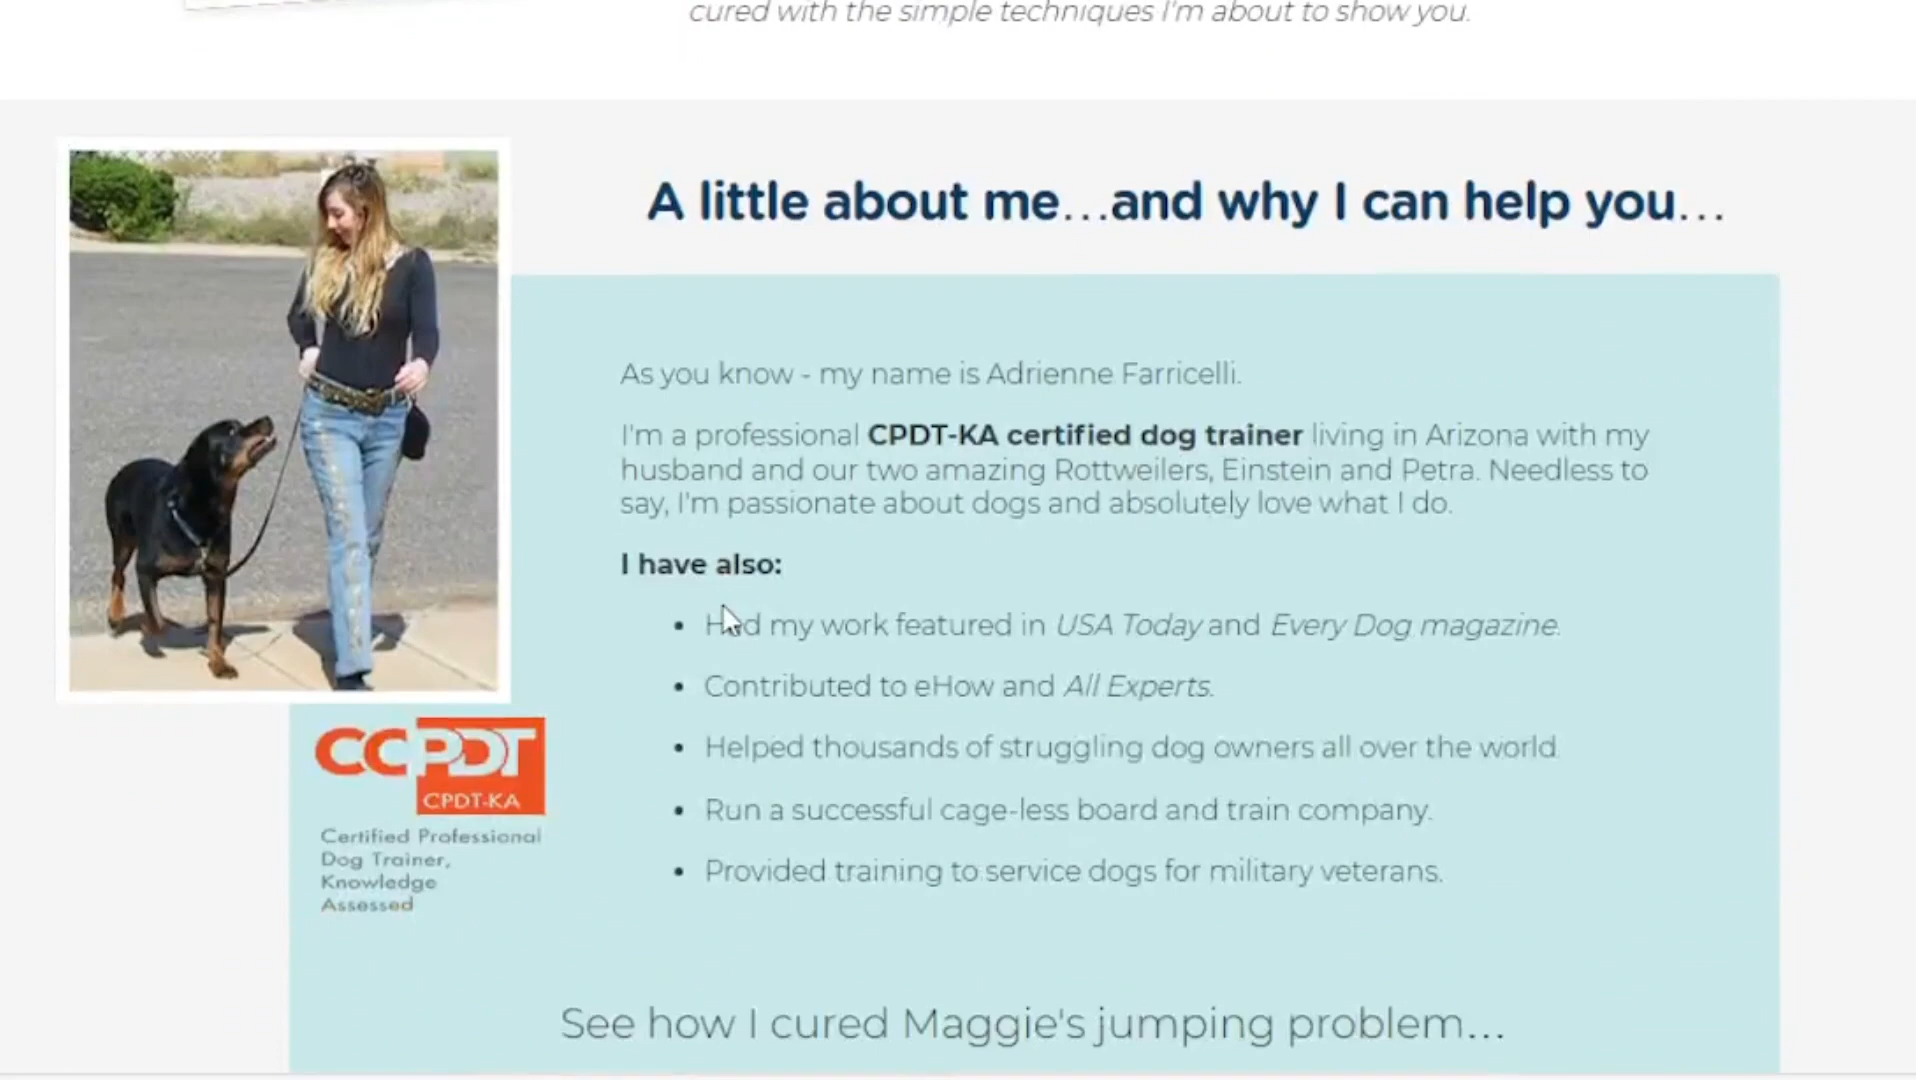 cured with the simple techniques I'm about to show you.
A little about me...and why I can help you...
As you know - my name is Adrienne Farricelli.
I'm a professional CPDT-KA certified dog trainer living in Arizona with my
husband and our two amazing Rottweilers, Einstein and Petra. Needless to
say, I'm passionate about dogs and absolutely love what I do.
I have also:
• Had my work featured in USA Today and Every Dog magazine.
• Contributed to eHow and All Experts.
• Helped thousands of struggling dog owners all over the world.
• Run a successful cage-less board and train company.
• Provided training to service dogs for military veterans.
CCPDT
CPDT-KA
Certified Professional
Dog Trainer,
Knowledge
Assessed
See how I cured Maggie's jumping problem...